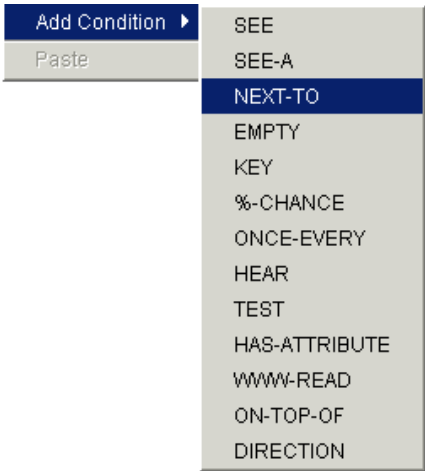 Add Condition
Paste
SEE
SEE-A
NEXT-TO
EMPTY
KEY
%-CHANCE
ONCE-EVERY
HEAR
TEST
HAS-ATTRIBUTE
WWW-READ
ON-TOP-OF
DIRECTION